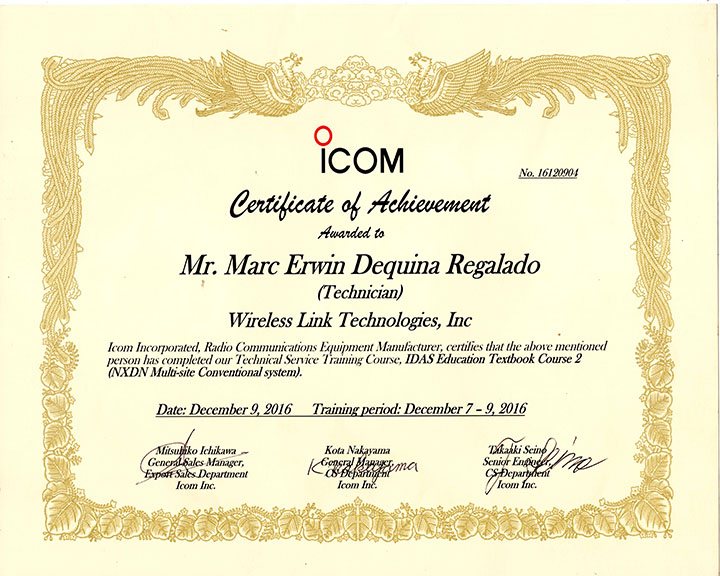 iCOM
No. 16120904
Certificate of Achievement
Awarded to
Mr. Marc Erwin Dequina Regalado
(Technician)
Wireless Link Technologies, Inc
Icom Incorporated, Radio Communications Equipment Manufacturer, certifies that the above mentioned
person has completed our Technical Service Training Course, IDAS Education Textbook Course 2
(NXDN Multi-site Conventional system).
Date: December 9, 2016 Training period: December 7 – 9, 2016
Mitsuhiko Ichikawa
General Sales Manager,
Export Sales Department
Icom Inc.
Kota Nakayama
General Manager
CS Department
Icom Inc.
Takaaki Seino
Senior Engineer
CS Department
Icom Inc.